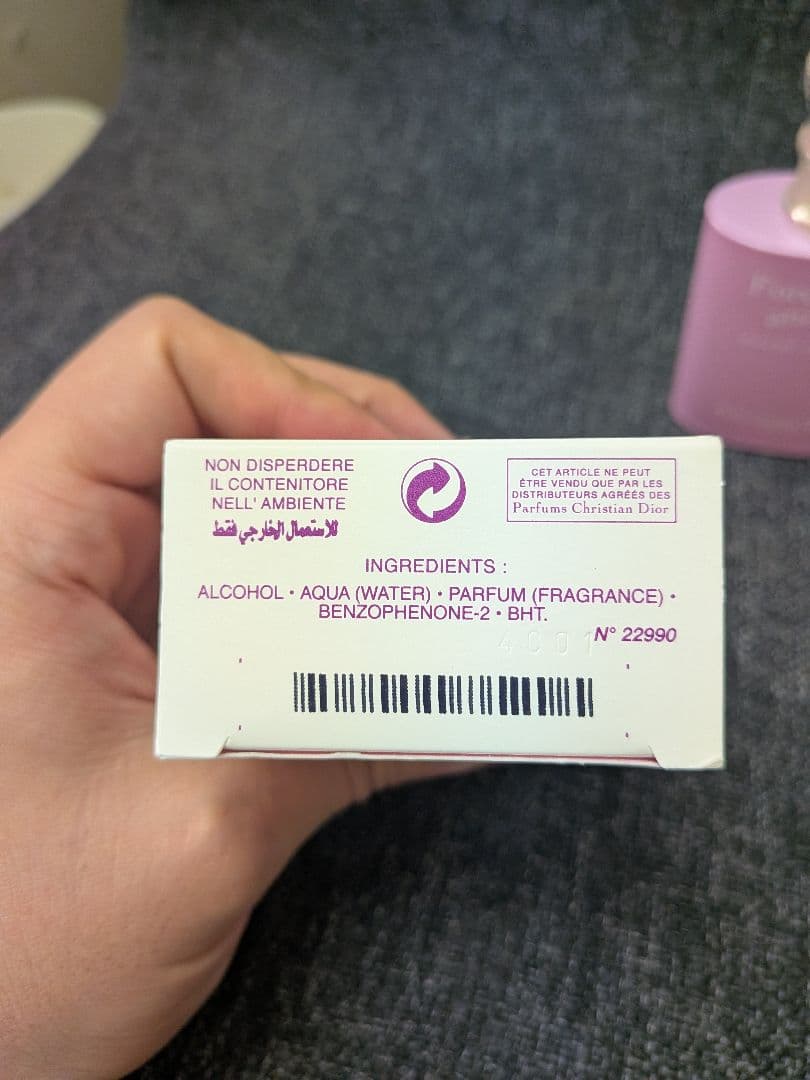 NON DISPERDERE
IL CONTENITORE
NELL' AMBIENTE
للاستعمال الخارجي فقط
CET ARTICLE NE PEUT
ÊTRE VENDU QUE PAR LES
DISTRIBUTEURS AGRÉÉS DES
Parfums Christian Dior
INGREDIENTS :
ALCOHOL • AQUA (WATER) • PARFUM (FRAGRANCE) •
BENZOPHENONE-2 • BHT.
4C01
N° 22990